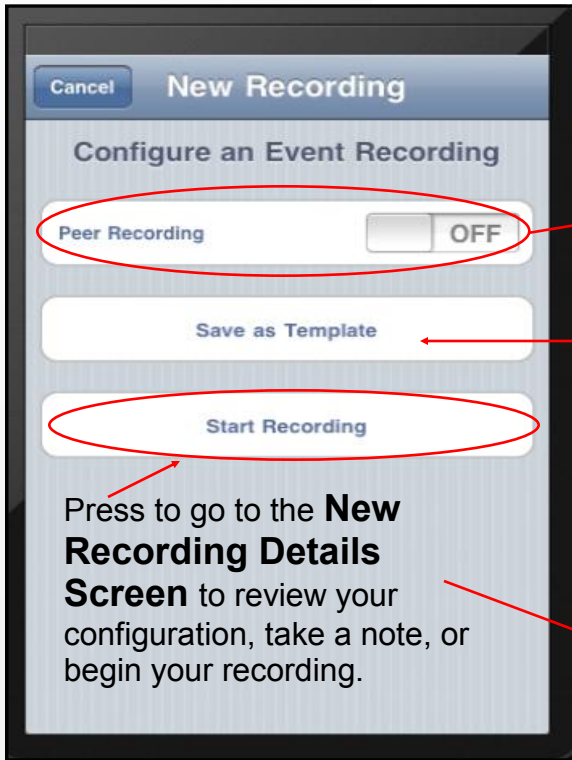 Cancel New Recording
Configure an Event Recording
Peer Recording OFF
Save as Template
Start Recording
Press to go to the New
Recording Details
Screen to review your
configuration, take a note, or
begin your recording.